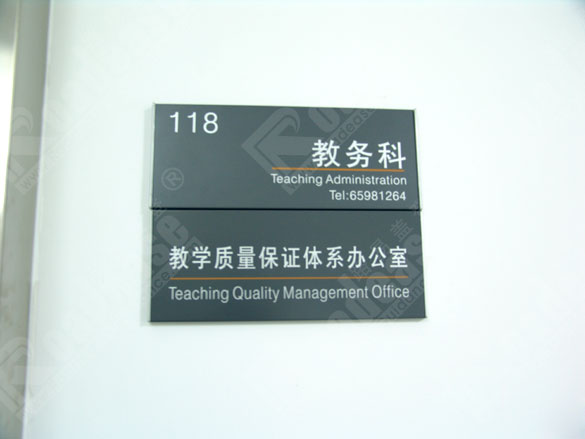 118
教务科
Teaching Administration
Tel:65981264
教学质量保证体系办公室
Teaching Quality Management Office